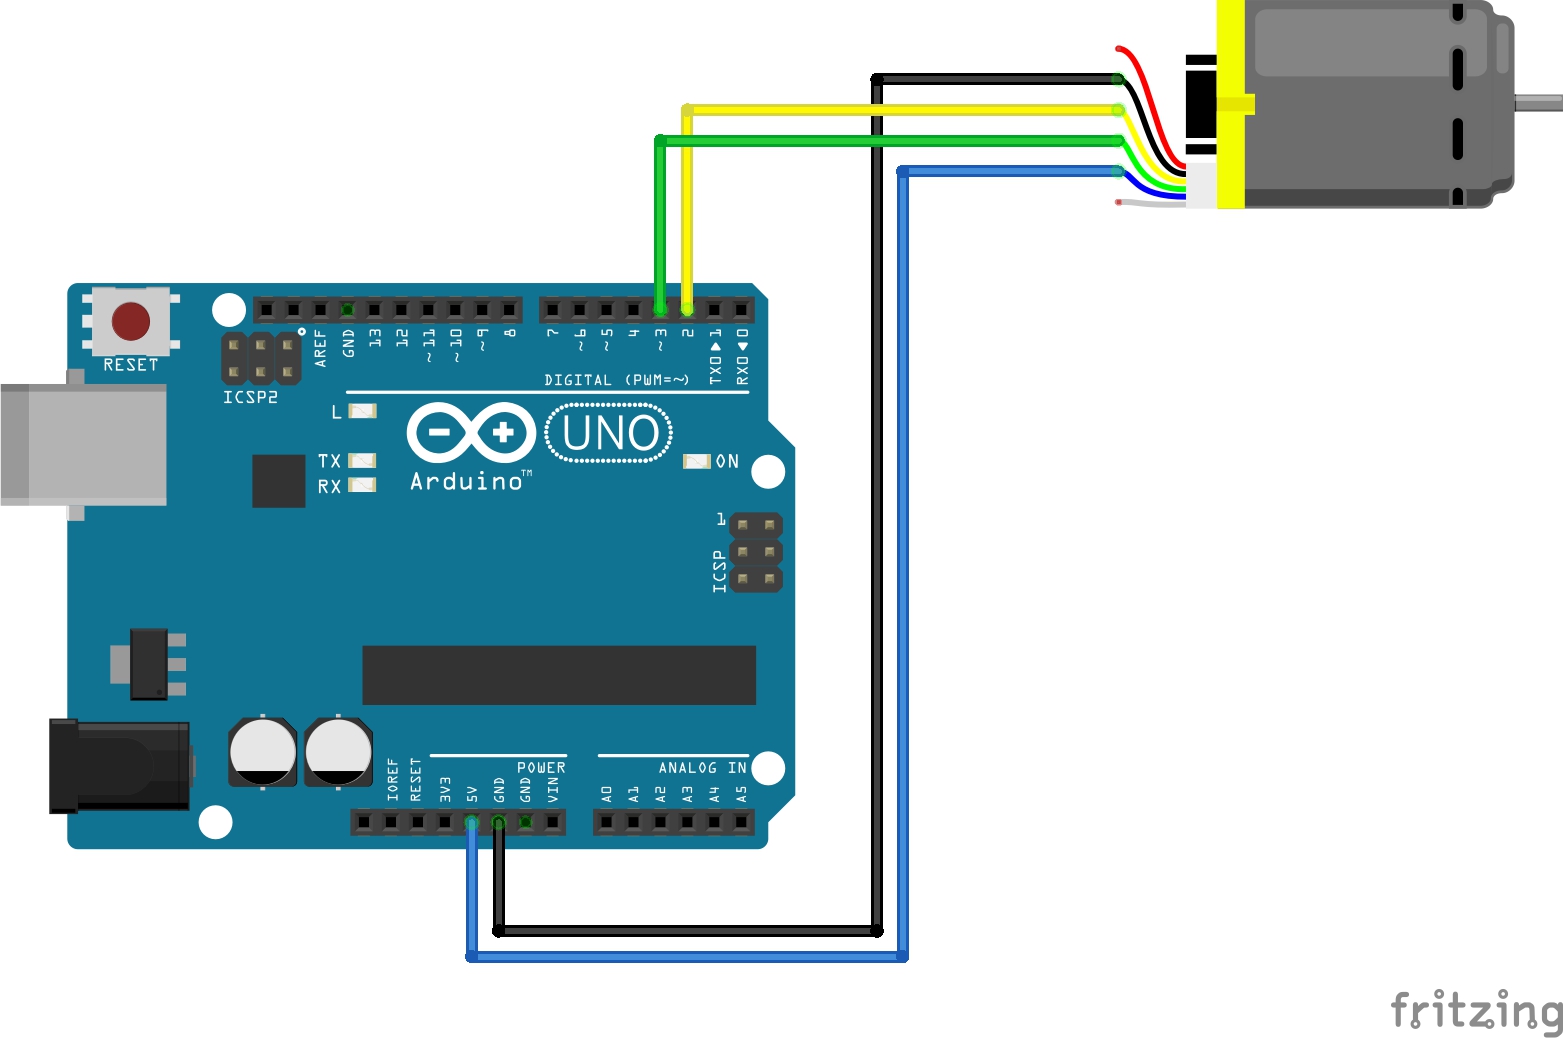 RESET
ICSP2
AREF
GND
13
12
~11
~10
~9
8
7
~6
~5
4
~3
2
TX0▶1
RX0◀0
DIGITAL (PWM=~)
L
TX
RX
Arduino™
UNO
ON
1
ICSP
IOREF
RESET
3V3
5V
GND
GND
VIN
POWER
ANALOG IN
A0
A1
A2
A3
A4
A5
fritzing